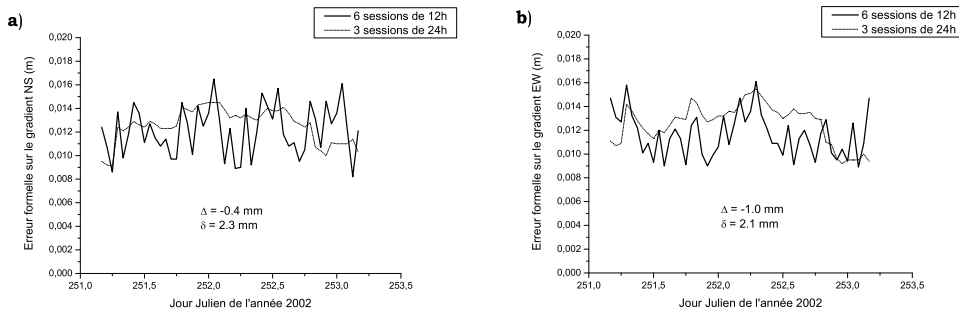 a)
6 sessions de 12h
3 sessions de 24h
Erreur formelle sur le gradient NS (m)
0,020
0,018
0,016
0,014
0,012
0,010
0,008
0,006
0,004
0,002
0,000
Δ = -0.4 mm
δ = 2.3 mm
251,0 251,5 252,0 252,5 253,0 253,5
Jour Julien de l'année 2002
b)
6 sessions de 12h
3 sessions de 24h
Erreur formelle sur le gradient EW (m)
0,020
0,018
0,016
0,014
0,012
0,010
0,008
0,006
0,004
0,002
0,000
Δ = -1.0 mm
δ = 2.1 mm
251,0 251,5 252,0 252,5 253,0 253,5
Jour Julien de l'année 2002